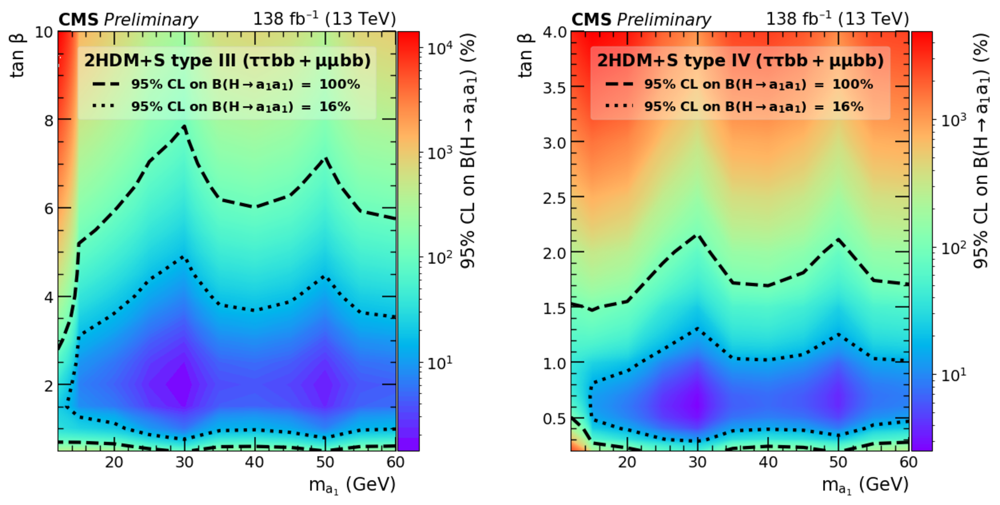 CMS Preliminary 138 fb⁻¹ (13 TeV)
tan β
10
8
6
4
2
2HDM+S type III (ττbb + μμbb)
95% CL on B(H→a₁a₁) = 100%
95% CL on B(H→a₁a₁) = 16%
20 30 40 50 60
m_a₁ (GeV)
10⁴
10³
10²
10¹
95% CL on B(H→a₁a₁) (%)
CMS Preliminary 138 fb⁻¹ (13 TeV)
tan β
4.0
3.5
3.0
2.5
2.0
1.5
1.0
0.5
2HDM+S type IV (ττbb + μμbb)
95% CL on B(H→a₁a₁) = 100%
95% CL on B(H→a₁a₁) = 16%
20 30 40 50 60
m_a₁ (GeV)
10³
10²
10¹
95% CL on B(H→a₁a₁) (%)